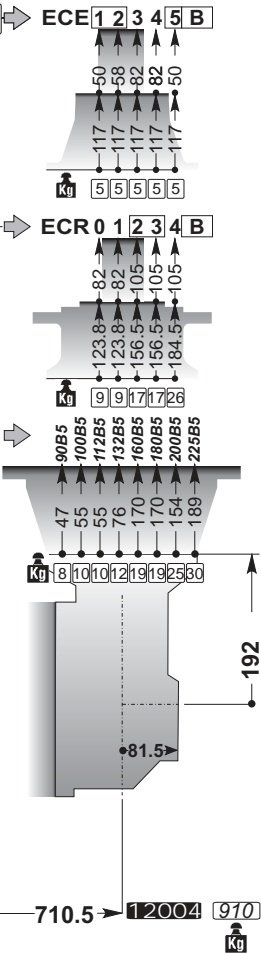 ECE 1 2 3 4 5 B
50 58 82 82 50
117 117 117 117 117
Kg 5 5 5 5 5
ECR 0 1 2 3 4 B
82 82 105 105 105
123.8 123.8 156.5 156.5 184.5
Kg 9 9 17 17 26
90B5 100B5 112B5 132B5 160B5 180B5 200B5 225B5
47 55 55 76 170 170 154 189
Kg 8 10 10 12 19 19 25 30
192
81.5
710.5 12004 910
Kg